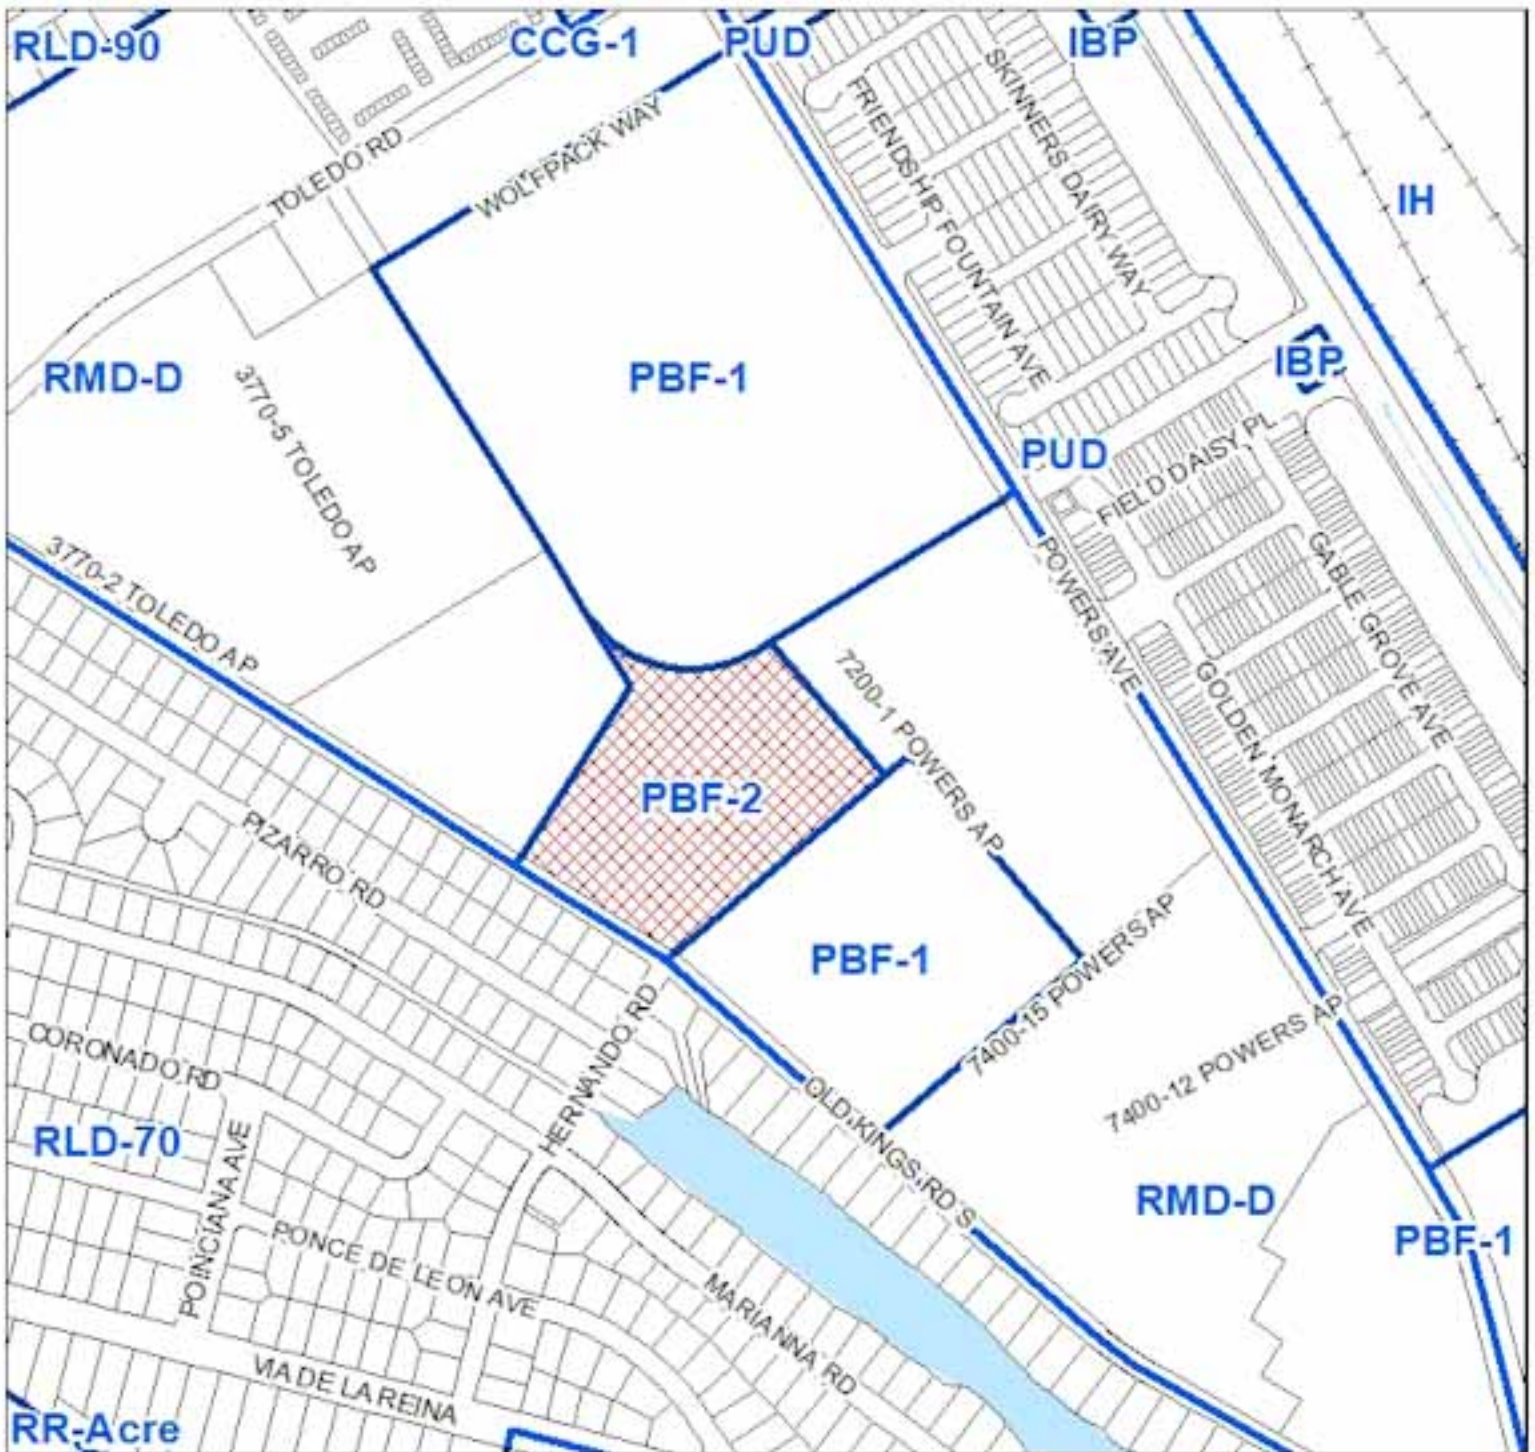 RLD-90
CCG-1
PUD
IBP
TOLEDO RD
WOLFPACK WAY
FRIENDSHIP FOUNTAIN AVE
SKINNERS DAIRY WAY
IH
RMD-D
3770-5 TOLEDO AP
PBF-1
IBP
PUD
FIELD DAISY PL
3770-2 TOLEDO AP
POWERS AVE
GABLE GROVE AVE
GOLDEN MONARCH AVE
7200-1 POWERS AP
PBF-2
PIZARRO RD
PBF-1
7400-15 POWERS AP
7400-12 POWERS AP
HERNANDO RD
CORONADO RD
OLD KINGS RD S
RLD-70
POINCIANA AVE
RMD-D
PBF-1
PONCE DE LEON AVE
MARIANNA RD
VIA DE LA REINA
RR-Acre